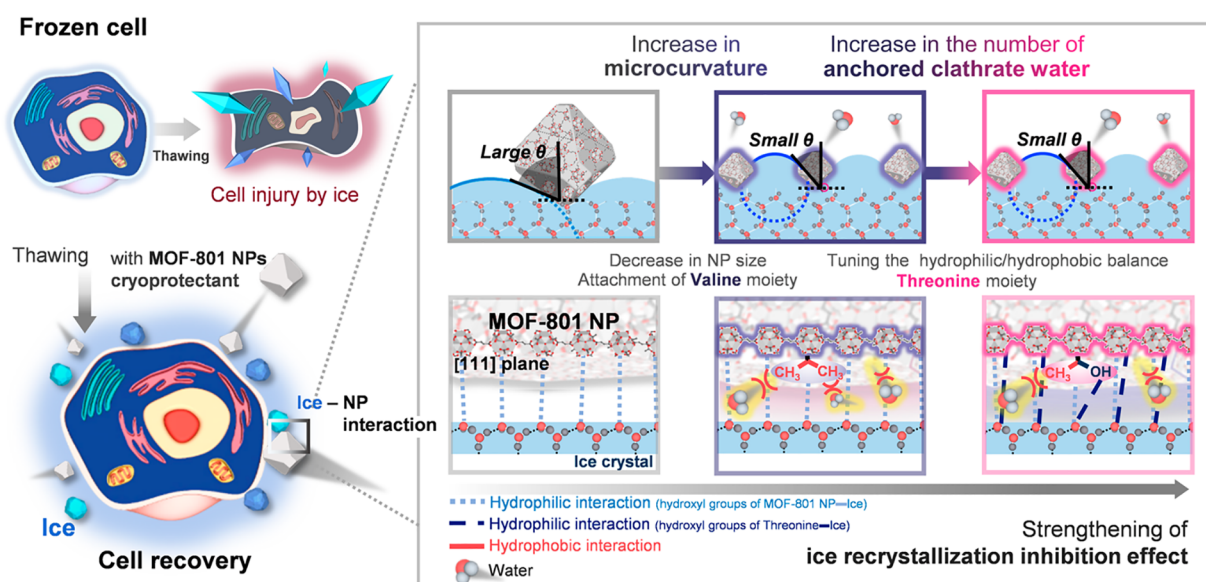 Frozen cell
Thawing
Cell injury by ice
Thawing
with MOF-801 NPs
cryoprotectant
Ice – NP
interaction
Ice
Cell recovery
Increase in
microcurvature
Increase in the number of
anchored clathrate water
Large θ
Small θ
Small θ
Decrease in NP size
Attachment of Valine moiety
Tuning the hydrophilic/hydrophobic balance
Threonine moiety
MOF-801 NP
[111] plane
Ice crystal
CH3
CH3
CH3
OH
Hydrophilic interaction (hydroxyl groups of MOF-801 NP–Ice)
Hydrophilic interaction (hydroxyl groups of Threonine–Ice)
Hydrophobic interaction
Water
Strengthening of
ice recrystallization inhibition effect